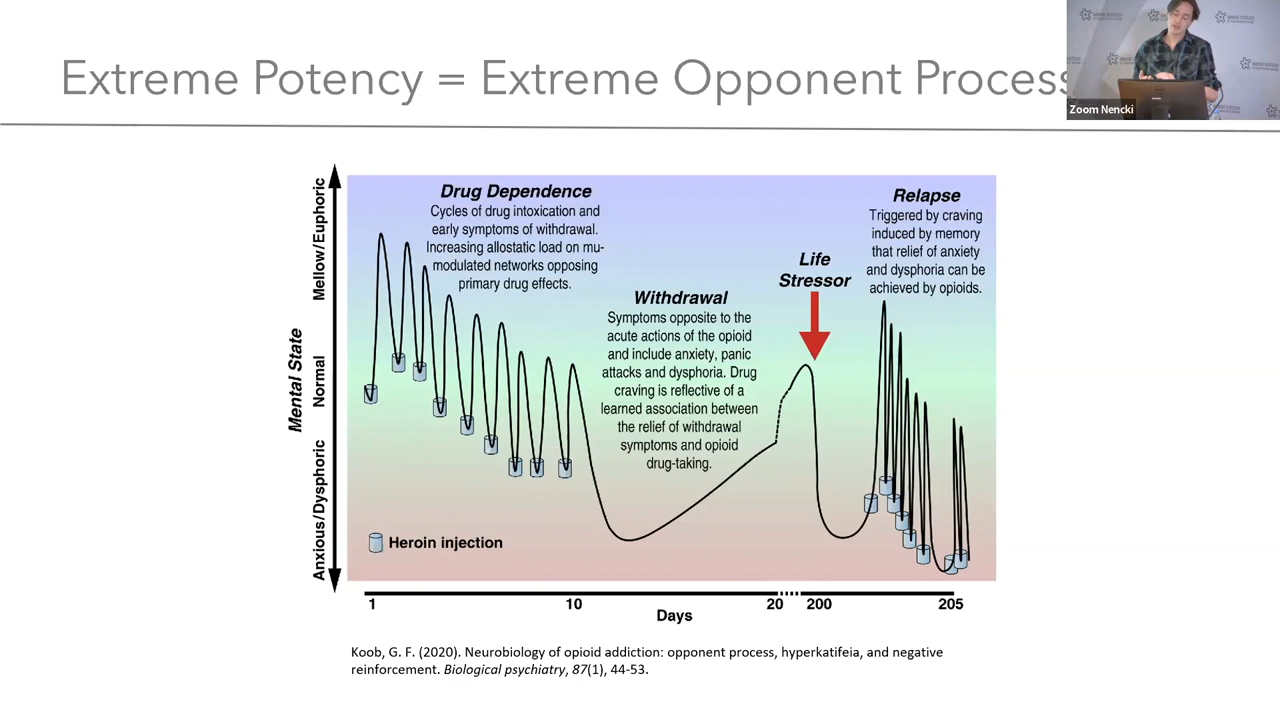 Extreme Potency = Extreme Opponent Process
Zoom Nencki
Mental State
Mellow/Euphoric
Normal
Anxious/Dysphoric
Drug Dependence
Cycles of drug intoxication and
early symptoms of withdrawal.
Increasing allostatic load on mu-
modulated networks opposing
primary drug effects.
Withdrawal
Symptoms opposite to the
acute actions of the opioid
and include anxiety, panic
attacks and dysphoria. Drug
craving is reflective of a
learned association between
the relief of withdrawal
symptoms and opioid
drug-taking.
Life
Stressor
Relapse
Triggered by craving
induced by memory
that relief of anxiety
and dysphoria can be
achieved by opioids.
Heroin injection
1
10
20
200
205
Days
Koob, G. F. (2020). Neurobiology of opioid addiction: opponent process, hyperkatifeia, and negative
reinforcement. Biological psychiatry, 87(1), 44-53.